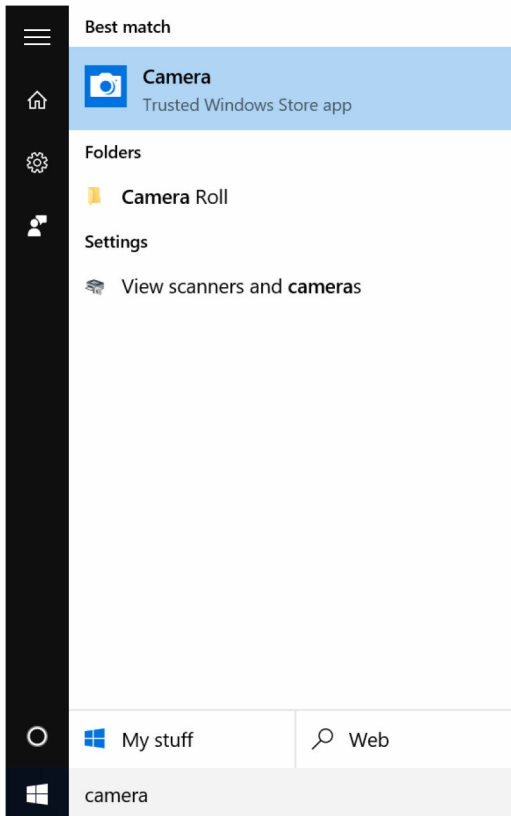 Best match
Camera
Trusted Windows Store app
Folders
Camera Roll
Settings
View scanners and cameras
My stuff
Web
camera